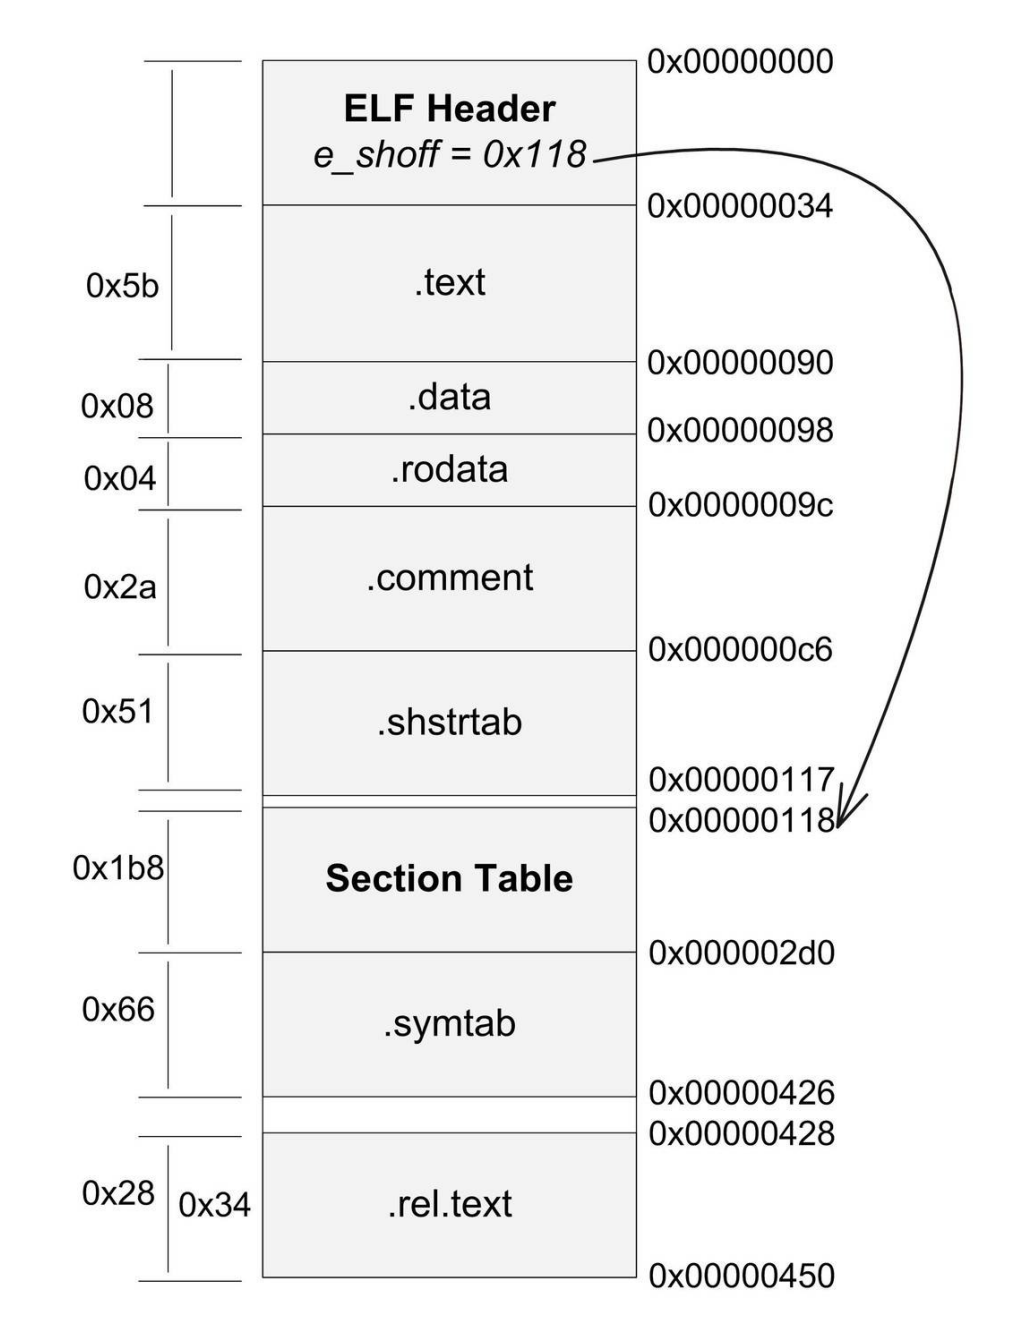 0x00000000
ELF Header
e_shoff = 0x118
0x00000034
0x5b
.text
0x00000090
0x08
.data
0x00000098
0x04
.rodata
0x0000009c
0x2a
.comment
0x000000c6
0x51
.shstrtab
0x00000117
0x00000118
0x1b8
Section Table
0x000002d0
0x66
.symtab
0x00000426
0x00000428
0x28
0x34
.rel.text
0x00000450